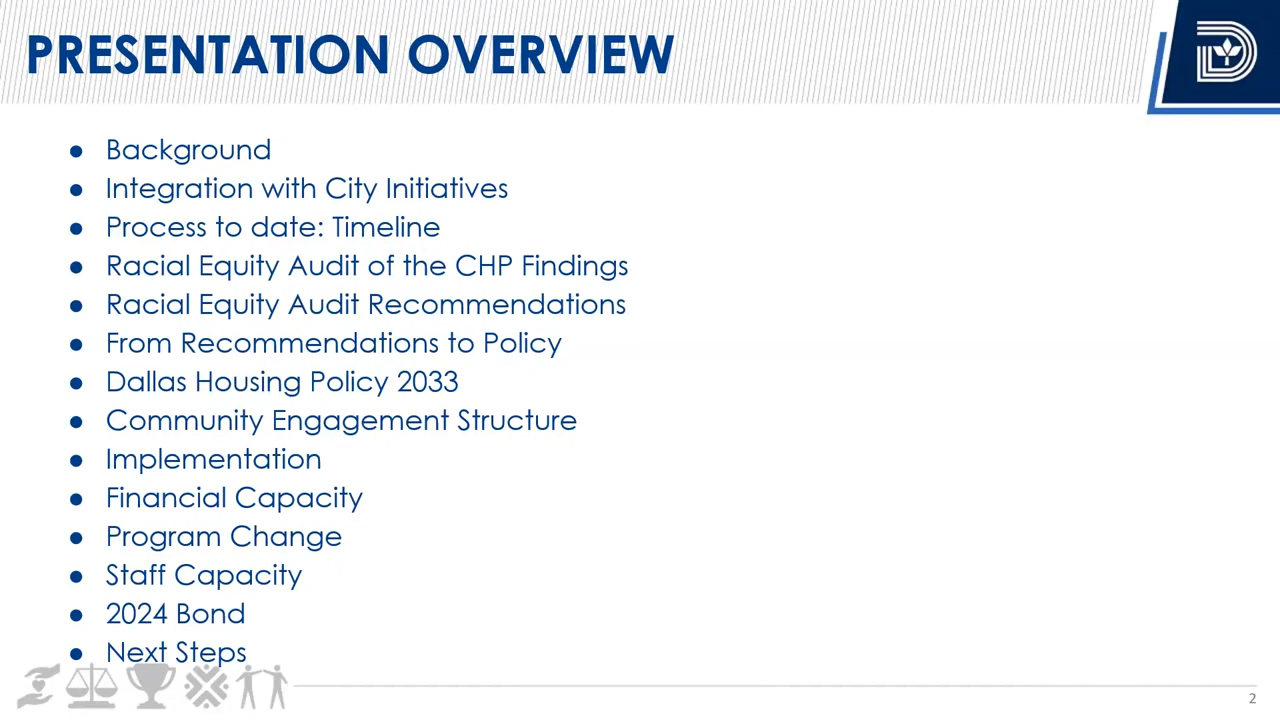 PRESENTATION OVERVIEW
● Background
● Integration with City Initiatives
● Process to date: Timeline
● Racial Equity Audit of the CHP Findings
● Racial Equity Audit Recommendations
● From Recommendations to Policy
● Dallas Housing Policy 2033
● Community Engagement Structure
● Implementation
● Financial Capacity
● Program Change
● Staff Capacity
● 2024 Bond
● Next Steps
2